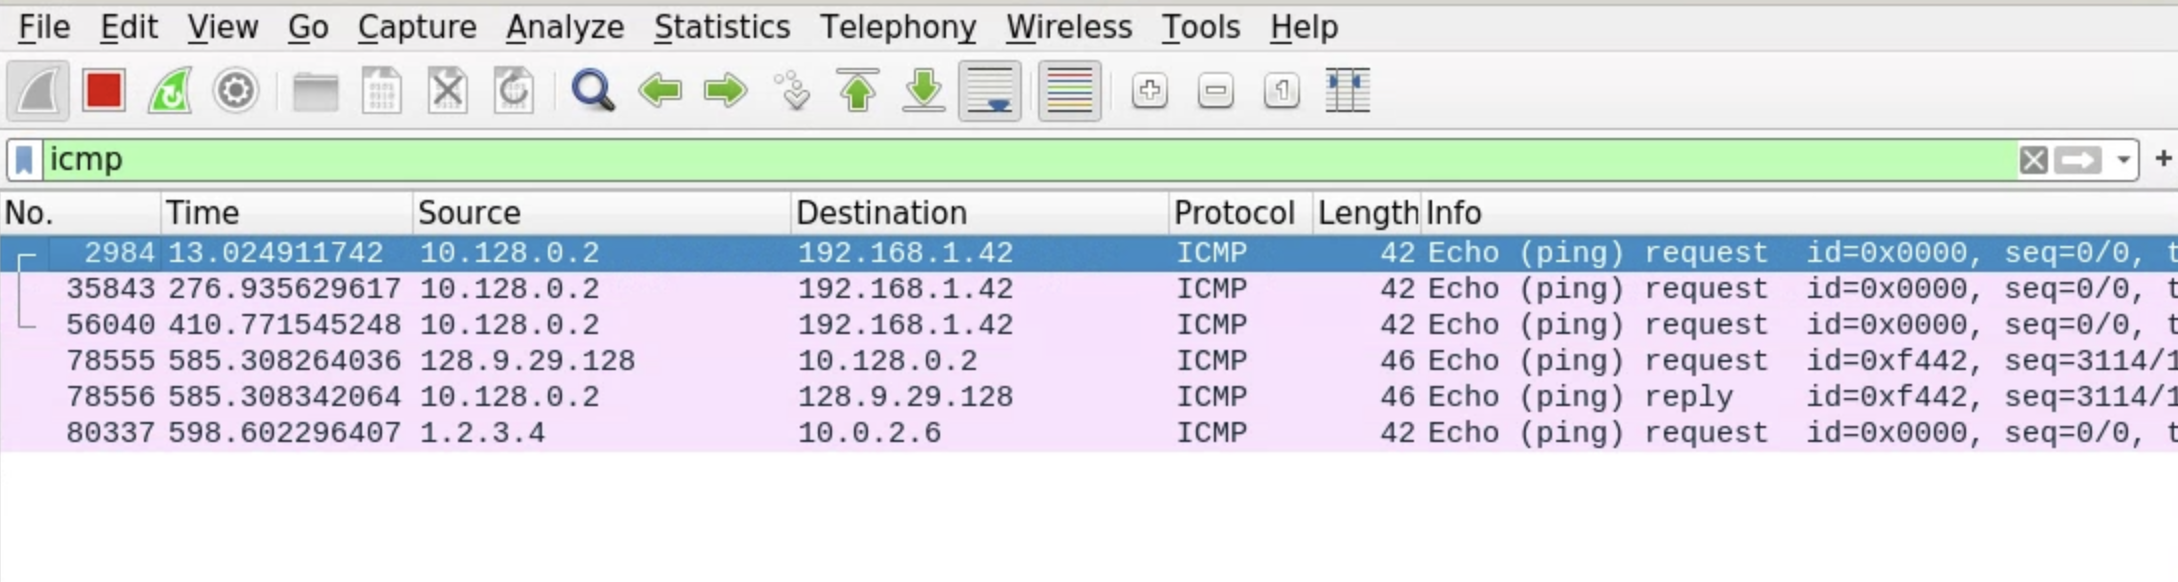 File Edit View Go Capture Analyze Statistics Telephony Wireless Tools Help
icmp
No. Time Source Destination Protocol Length Info
2984 13.024911742 10.128.0.2 192.168.1.42 ICMP 42 Echo (ping) request id=0x0000, seq=0/0, t
35843 276.935629617 10.128.0.2 192.168.1.42 ICMP 42 Echo (ping) request id=0x0000, seq=0/0, t
56040 410.771545248 10.128.0.2 192.168.1.42 ICMP 42 Echo (ping) request id=0x0000, seq=0/0, t
78555 585.308264036 128.9.29.128 10.128.0.2 ICMP 46 Echo (ping) request id=0xf442, seq=3114/1
78556 585.308342064 10.128.0.2 128.9.29.128 ICMP 46 Echo (ping) reply id=0xf442, seq=3114/1
80337 598.602296407 1.2.3.4 10.0.2.6 ICMP 42 Echo (ping) request id=0x0000, seq=0/0, t